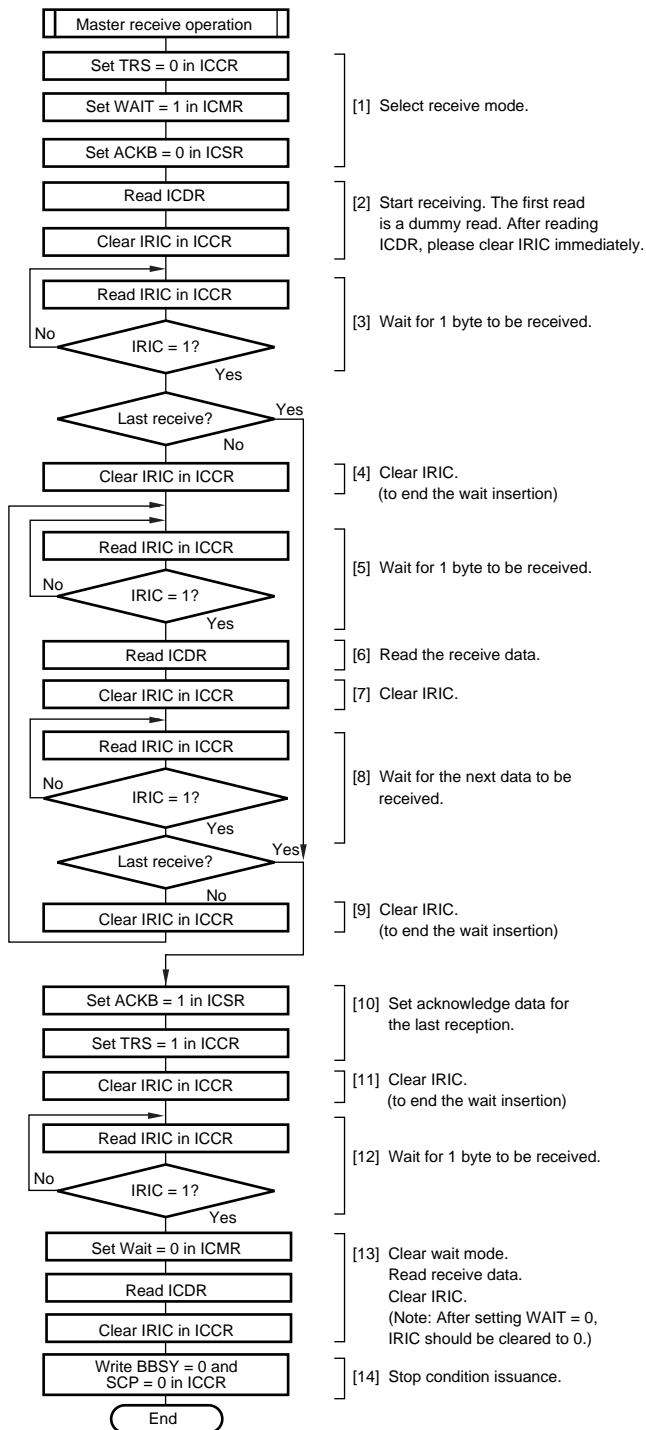 Master receive operation
Set TRS = 0 in ICCR
Set WAIT = 1 in ICMR
[1] Select receive mode.
Set ACKB = 0 in ICSR
Read ICDR
[2] Start receiving. The first read
is a dummy read. After reading
ICDR, please clear IRIC immediately.
Clear IRIC in ICCR
Read IRIC in ICCR
[3] Wait for 1 byte to be received.
No
IRIC = 1?
Yes
Last receive?
Yes
No
Clear IRIC in ICCR
[4] Clear IRIC.
(to end the wait insertion)
Read IRIC in ICCR
[5] Wait for 1 byte to be received.
No
IRIC = 1?
Yes
Read ICDR
[6] Read the receive data.
Clear IRIC in ICCR
[7] Clear IRIC.
Read IRIC in ICCR
[8] Wait for the next data to be
received.
No
IRIC = 1?
Yes
Last receive?
Yes
No
Clear IRIC in ICCR
[9] Clear IRIC.
(to end the wait insertion)
Set ACKB = 1 in ICSR
[10] Set acknowledge data for
the last reception.
Set TRS = 1 in ICCR
Clear IRIC in ICCR
[11] Clear IRIC.
(to end the wait insertion)
Read IRIC in ICCR
[12] Wait for 1 byte to be received.
No
IRIC = 1?
Yes
Set Wait = 0 in ICMR
[13] Clear wait mode.
Read receive data.
Read ICDR
Clear IRIC.
(Note: After setting WAIT = 0,
IRIC should be cleared to 0.)
Clear IRIC in ICCR
Write BBSY = 0 and
SCP = 0 in ICCR
[14] Stop condition issuance.
End